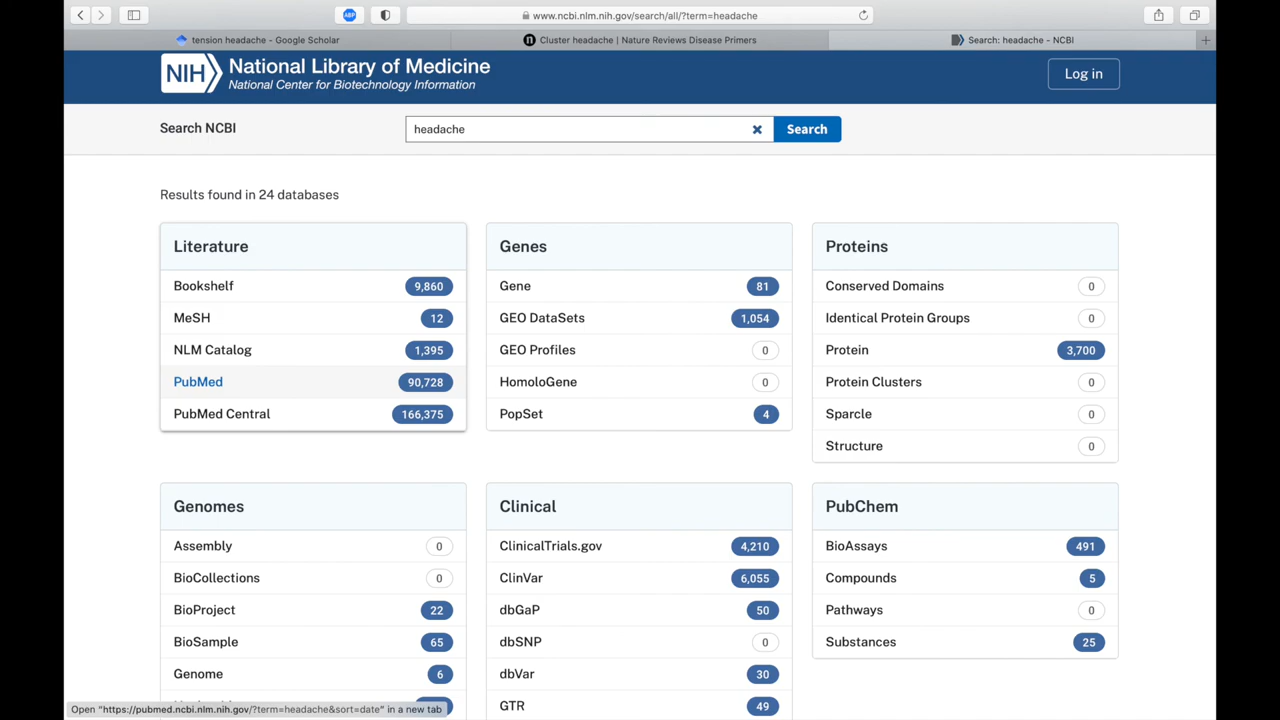 www.ncbi.nlm.nih.gov/search/all/?term=headache
ABP
tension headache - Google Scholar
n Cluster headache | Nature Reviews Disease Primers
Search: headache - NCBI
NIH National Library of Medicine
National Center for Biotechnology Information
Log in
Search NCBI
headache
Search
Results found in 24 databases
Literature
Bookshelf 9,860
MeSH 12
NLM Catalog 1,395
PubMed 90,728
PubMed Central 166,375
Genes
Gene 81
GEO DataSets 1,054
GEO Profiles 0
HomoloGene 0
PopSet 4
Proteins
Conserved Domains 0
Identical Protein Groups 0
Protein 3,700
Protein Clusters 0
Sparcle 0
Structure 0
Genomes
Assembly 0
BioCollections 0
BioProject 22
BioSample 65
Genome 6
Clinical
ClinicalTrials.gov 4,210
ClinVar 6,055
dbGaP 50
dbSNP 0
dbVar 30
GTR 49
PubChem
BioAssays 491
Compounds 5
Pathways 0
Substances 25
Open "https://pubmed.ncbi.nlm.nih.gov/?term=headache&sort=date" in a new tab